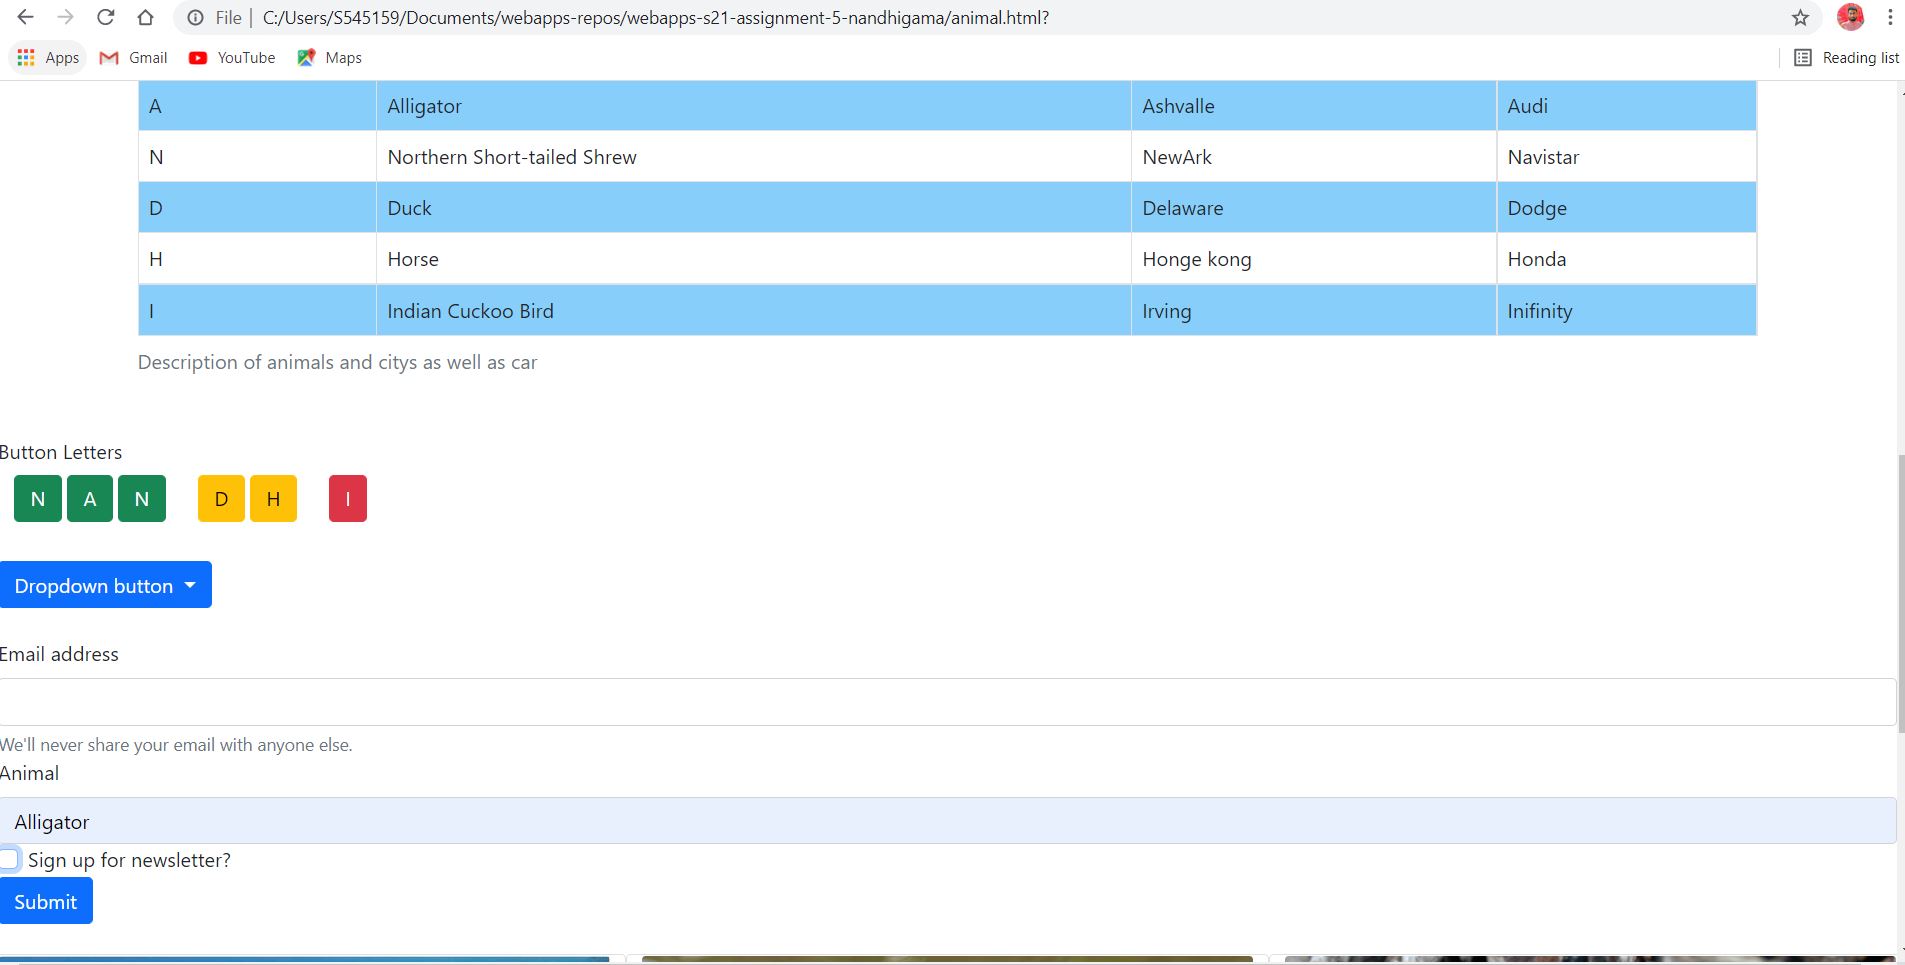 File | C:/Users/S545159/Documents/webapps-repos/webapps-s21-assignment-5-nandhigama/animal.html?
Apps Gmail YouTube Maps Reading list
A Alligator Ashvalle Audi
N Northern Short-tailed Shrew NewArk Navistar
D Duck Delaware Dodge
H Horse Honge kong Honda
I Indian Cuckoo Bird Irving Inifinity
Description of animals and citys as well as car
Button Letters
N A N D H I
Dropdown button
Email address
We'll never share your email with anyone else.
Animal
Alligator
Sign up for newsletter?
Submit